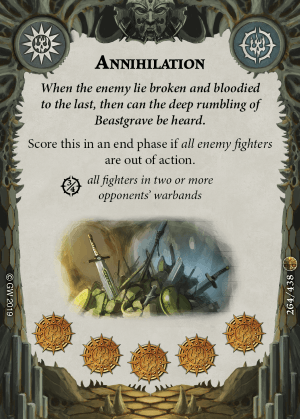 Annihilation
When the enemy lie broken and bloodied
to the last, then can the deep rumbling of
Beastgrave be heard.
Score this in an end phase if all enemy fighters
are out of action.
all fighters in two or more
opponents' warbands
© GW 2019
264/438